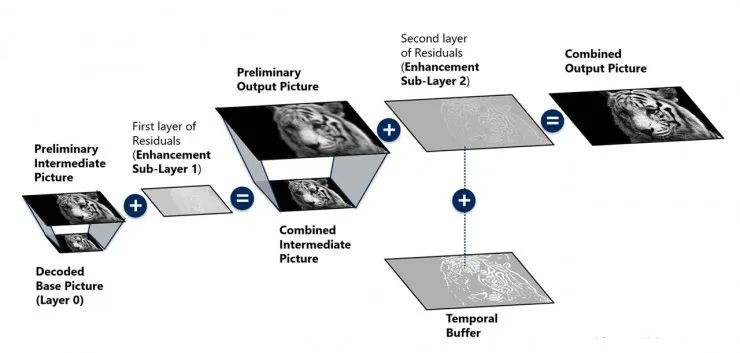 Preliminary
Intermediate
Picture
Decoded
Base Picture
(Layer 0)
+
First layer of
Residuals
(Enhancement
Sub-Layer 1)
=
Preliminary
Output Picture
Combined
Intermediate
Picture
+
Second layer
of Residuals
(Enhancement
Sub-Layer 2)
+
Temporal
Buffer
=
Combined
Output Picture